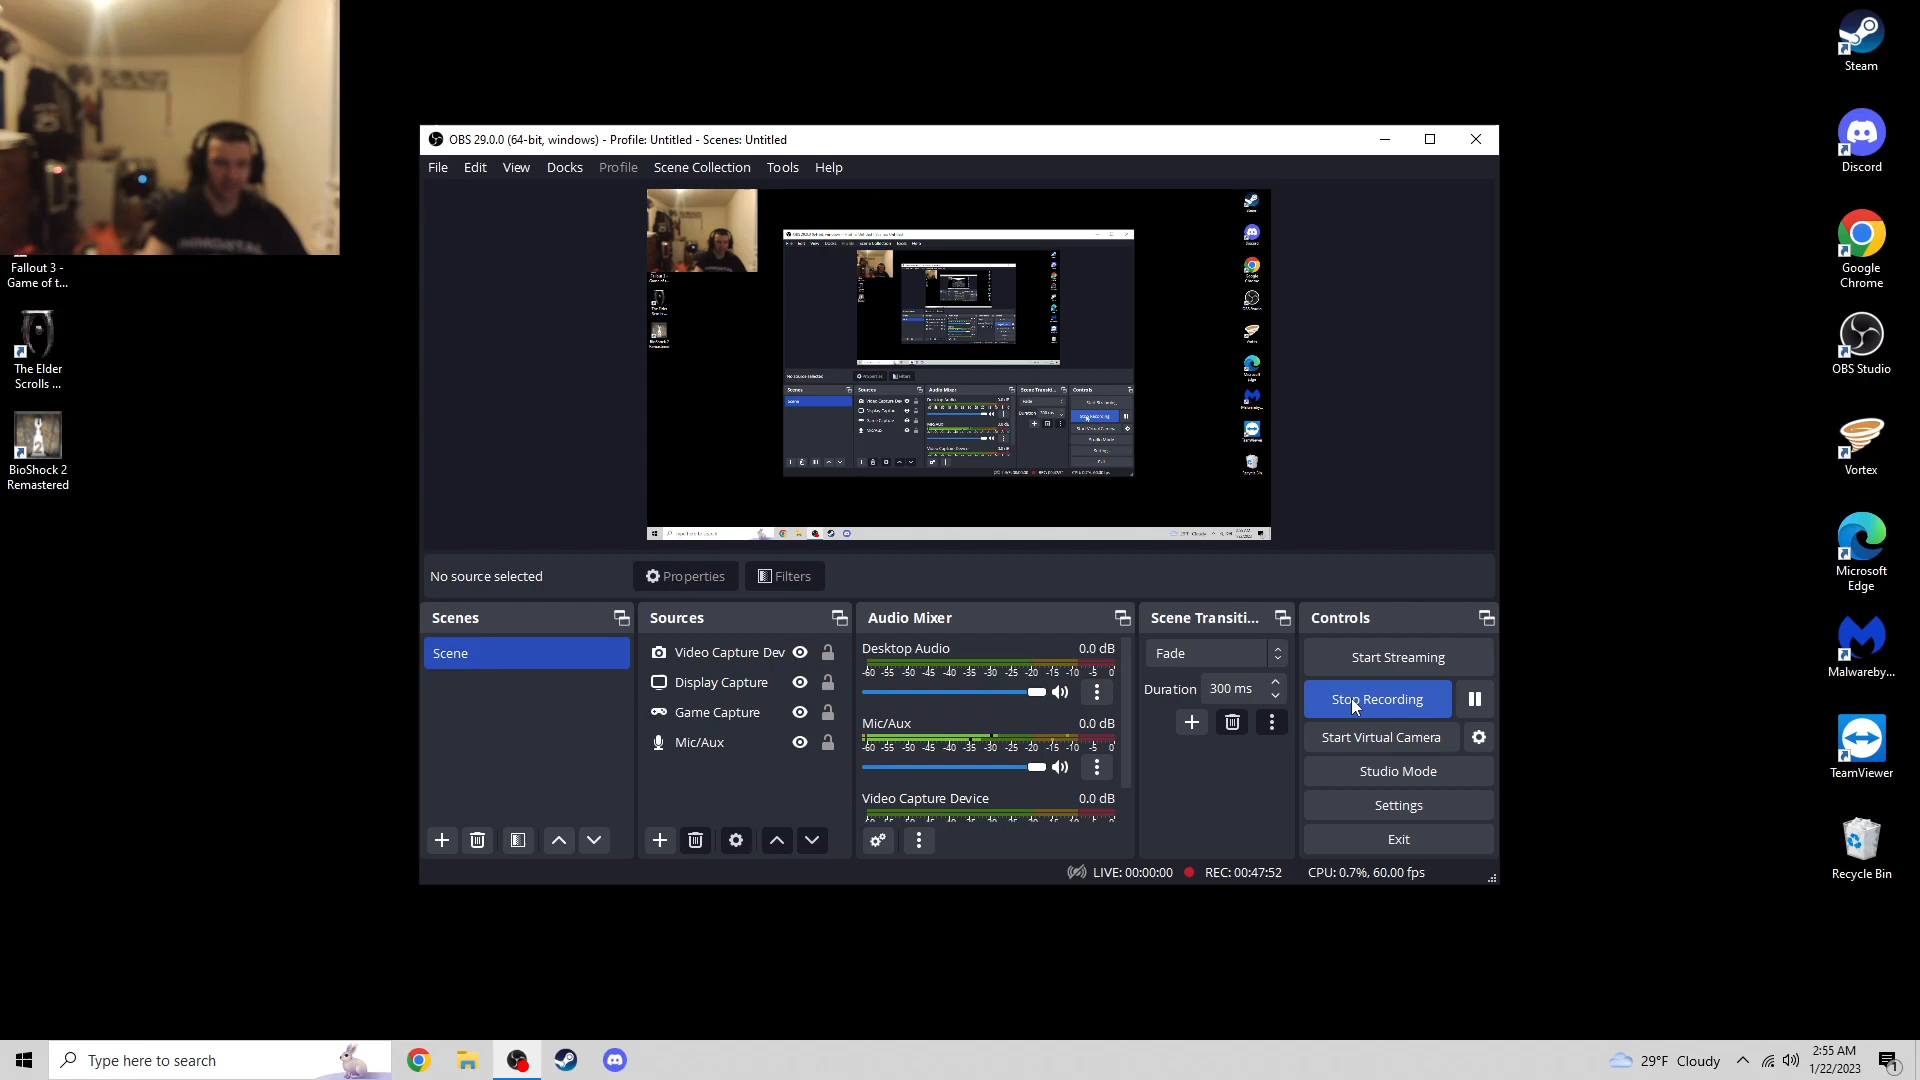 Fallout 3 -
Game of t...
The Elder
Scrolls ...
BioShock 2
Remastered
OBS 29.0.0 (64-bit, windows) - Profile: Untitled - Scenes: Untitled
File Edit View Docks Profile Scene Collection Tools Help
No source selected Properties Filters
Scenes
Scene
Sources
Video Capture Dev
Display Capture
Game Capture
Mic/Aux
Audio Mixer
Desktop Audio 0.0 dB
-60 -55 -50 -45 -40 -35 -30 -25 -20 -15 -10 -5 0
Mic/Aux 0.0 dB
-60 -55 -50 -45 -40 -35 -30 -25 -20 -15 -10 -5 0
Video Capture Device 0.0 dB
Scene Transiti...
Fade
Duration 300 ms
Controls
Start Streaming
Stop Recording
Start Virtual Camera
Studio Mode
Settings
Exit
LIVE: 00:00:00 REC: 00:47:52 CPU: 0.7%, 60.00 fps
Steam
Discord
Google
Chrome
OBS Studio
Vortex
Microsoft
Edge
Malwareby...
TeamViewer
Recycle Bin
Type here to search
29°F Cloudy
2:55 AM
1/22/2023
1